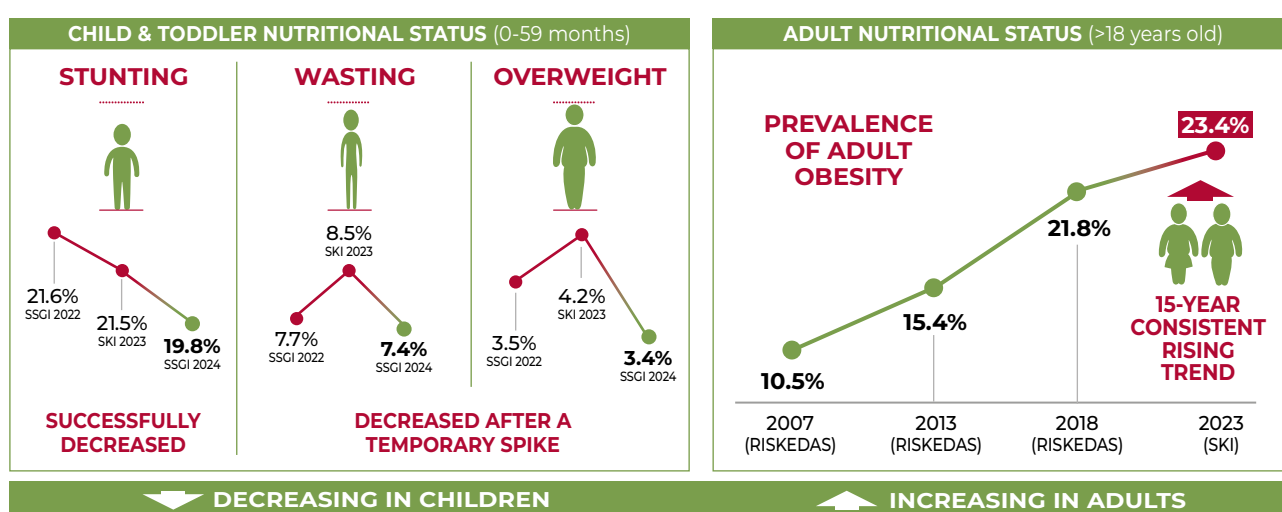 CHILD & TODDLER NUTRITIONAL STATUS (0-59 months)
STUNTING
21.6%
SSGI 2022
21.5%
SKI 2023
19.8%
SSGI 2024
SUCCESSFULLY
DECREASED
WASTING
8.5%
SKI 2023
7.7%
SSGI 2022
7.4%
SSGI 2024
OVERWEIGHT
3.5%
SSGI 2022
4.2%
SKI 2023
3.4%
SSGI 2024
DECREASED AFTER A
TEMPORARY SPIKE
DECREASING IN CHILDREN
ADULT NUTRITIONAL STATUS (>18 years old)
PREVALENCE
OF ADULT
OBESITY
23.4%
21.8%
15.4%
10.5%
15-YEAR
CONSISTENT
RISING
TREND
2007
(RISKEDAS)
2013
(RISKEDAS)
2018
(RISKEDAS)
2023
(SKI)
INCREASING IN ADULTS